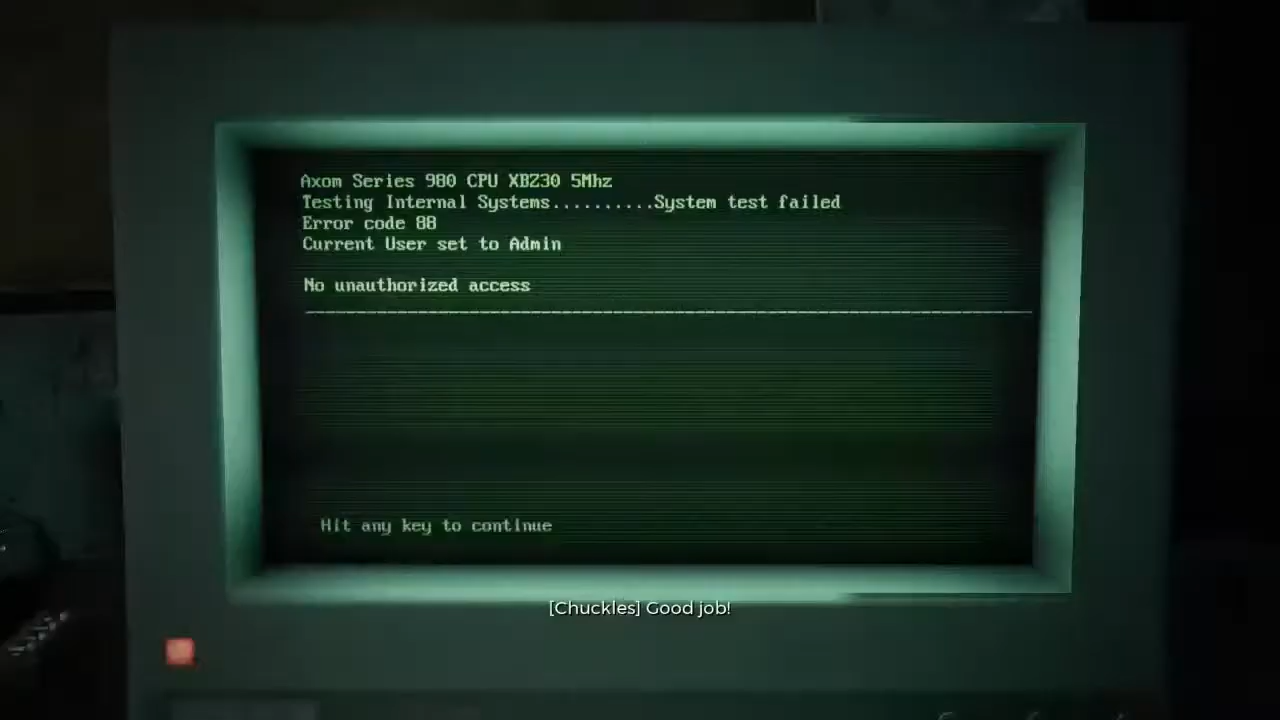 Axom Series 980 CPU XBZ30 5Mhz
Testing Internal Systems..........System test failed
Error code 88
Current User set to Admin
No unauthorized access
Hit any key to continue
[Chuckles] Good job!